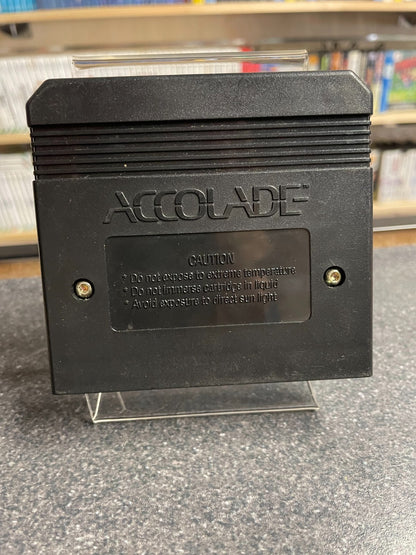 ACCOLADE
CAUTION
* Do not expose to extreme temperature
* Do not immerse cartridge in liquid
* Avoid exposure to direct sun light